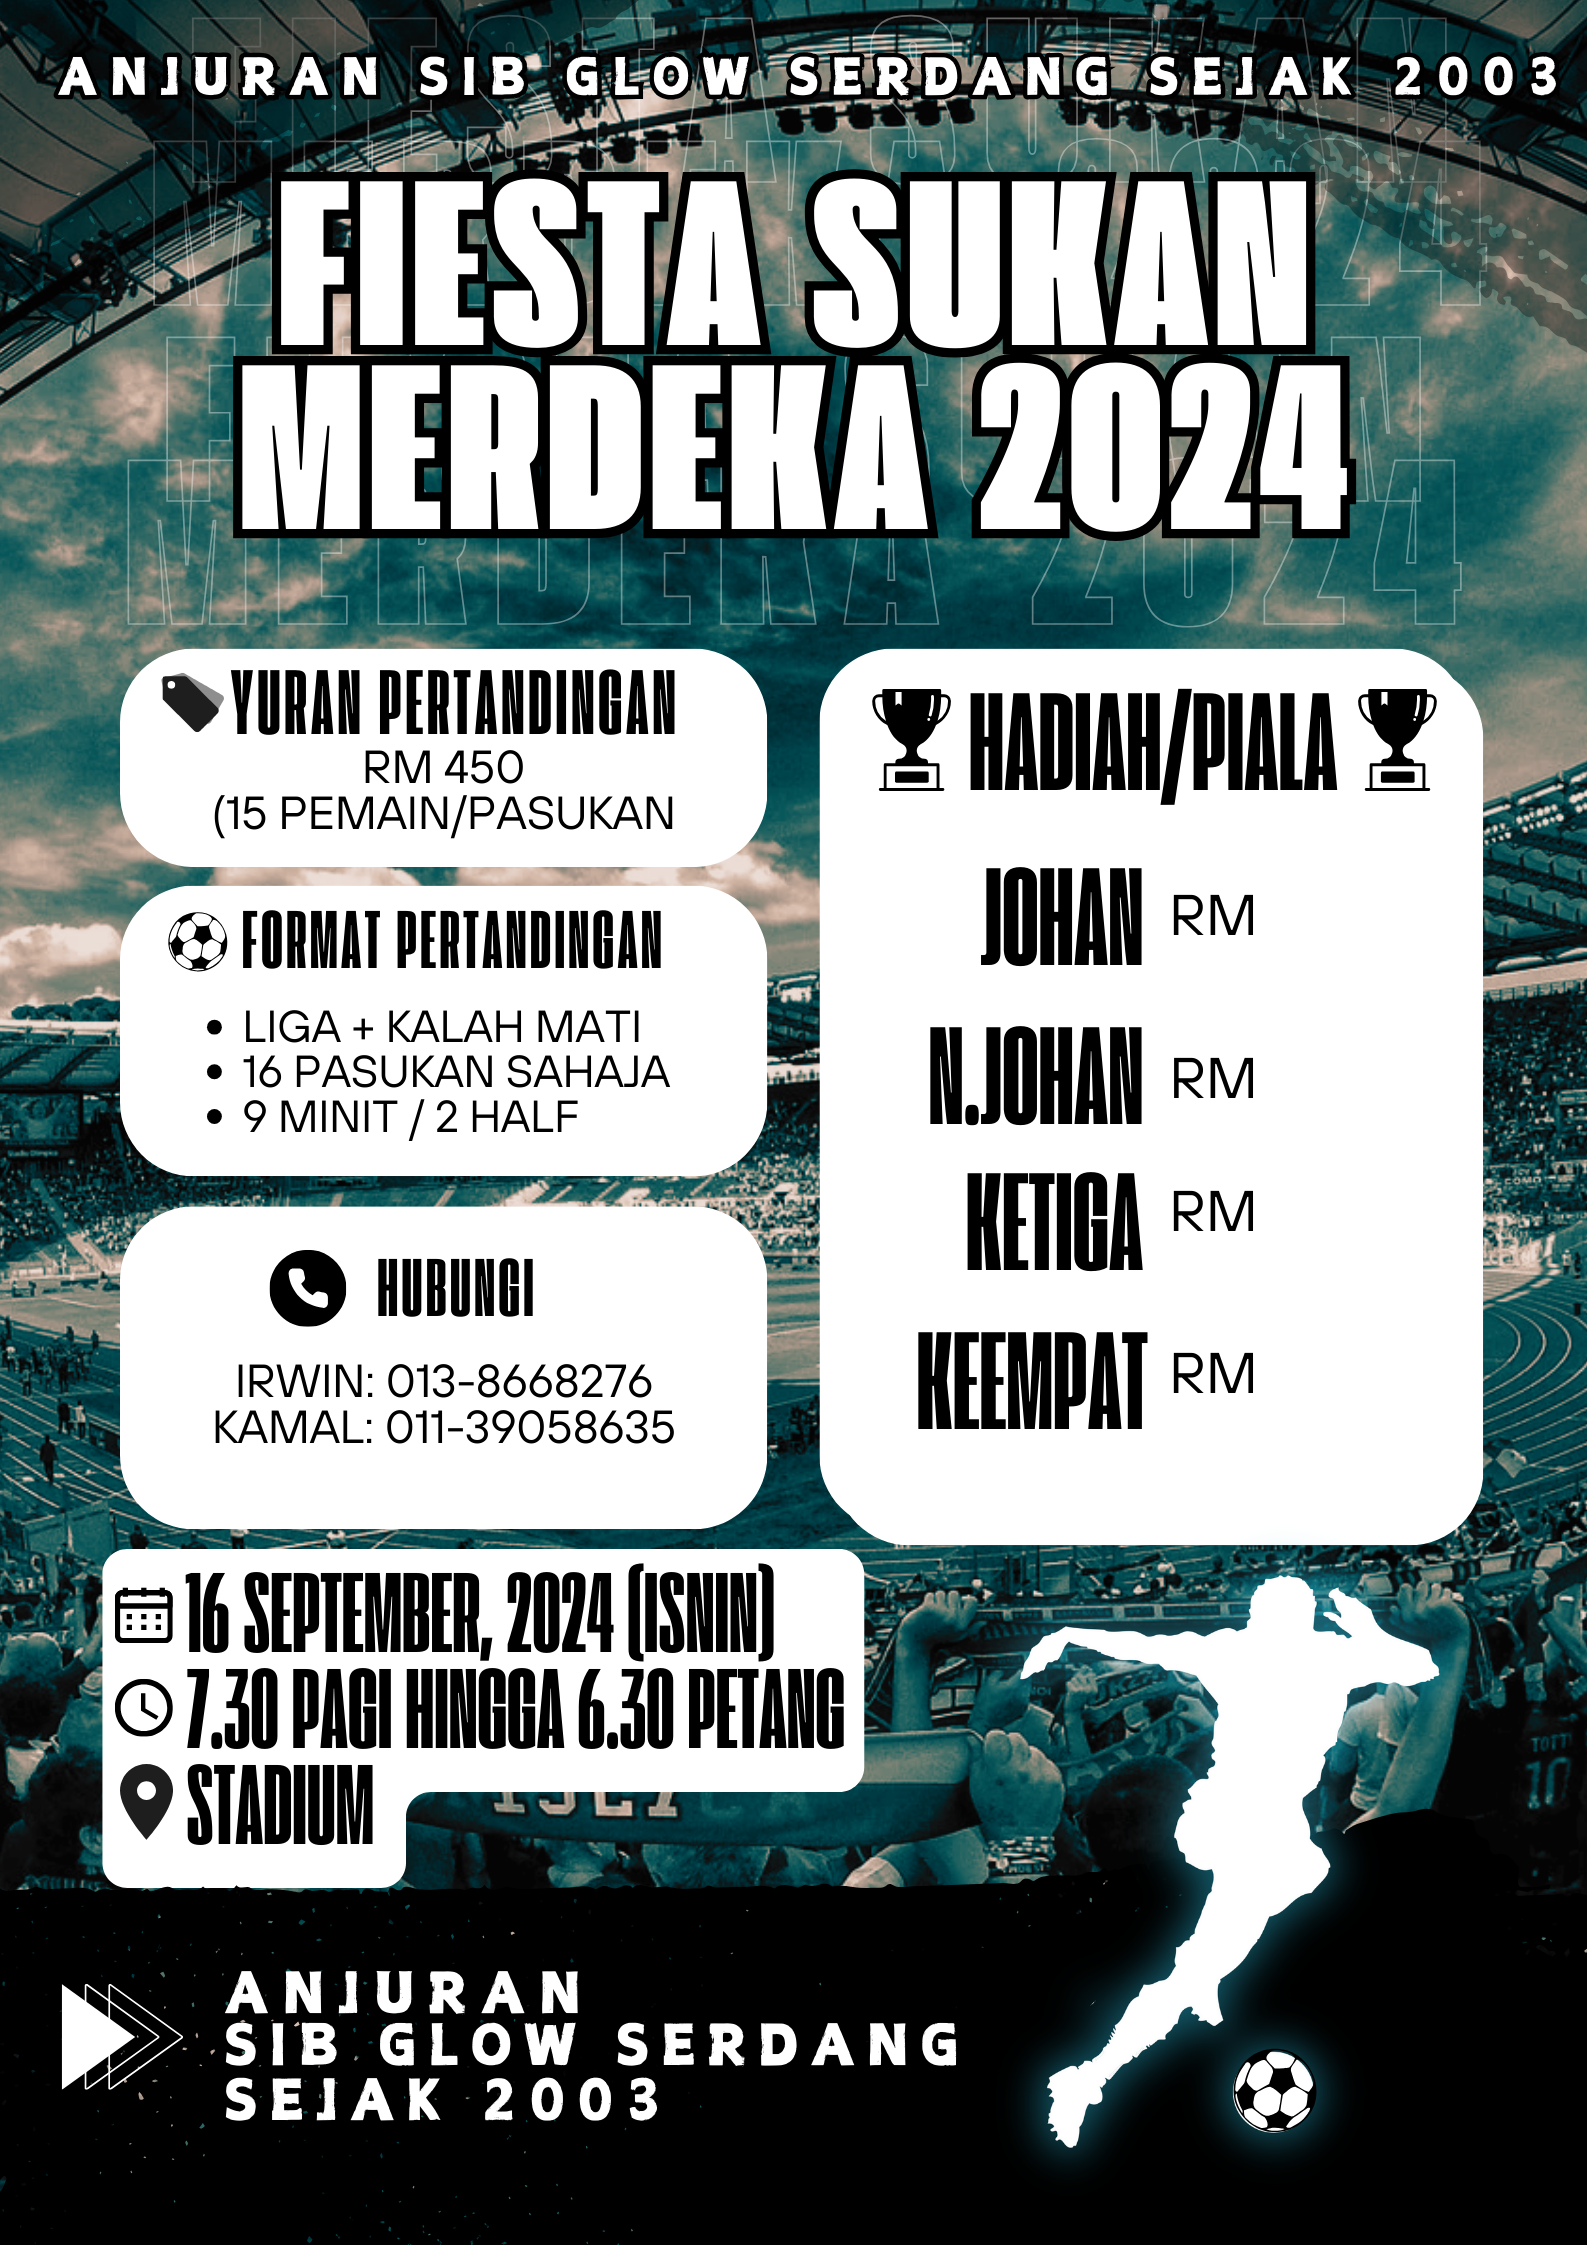 ANJURAN SIB GLOW SERDANG SEJAK 2003
FIESTA SUKAN
MERDEKA 2024
YURAN PERTANDINGAN
RM 450
(15 PEMAIN/PASUKAN
FORMAT PERTANDINGAN
• LIGA + KALAH MATI
• 16 PASUKAN SAHAJA
• 9 MINIT / 2 HALF
HUBUNGI
IRWIN: 013-8668276
KAMAL: 011-39058635
HADIAH/PIALA
JOHAN RM
N.JOHAN RM
KETIGA RM
KEEMPAT RM
16 SEPTEMBER, 2024 (ISNIN)
7.30 PAGI HINGGA 6.30 PETANG
STADIUM
TOTTI
10
ANJURAN
SIB GLOW SERDANG
SEJAK 2003